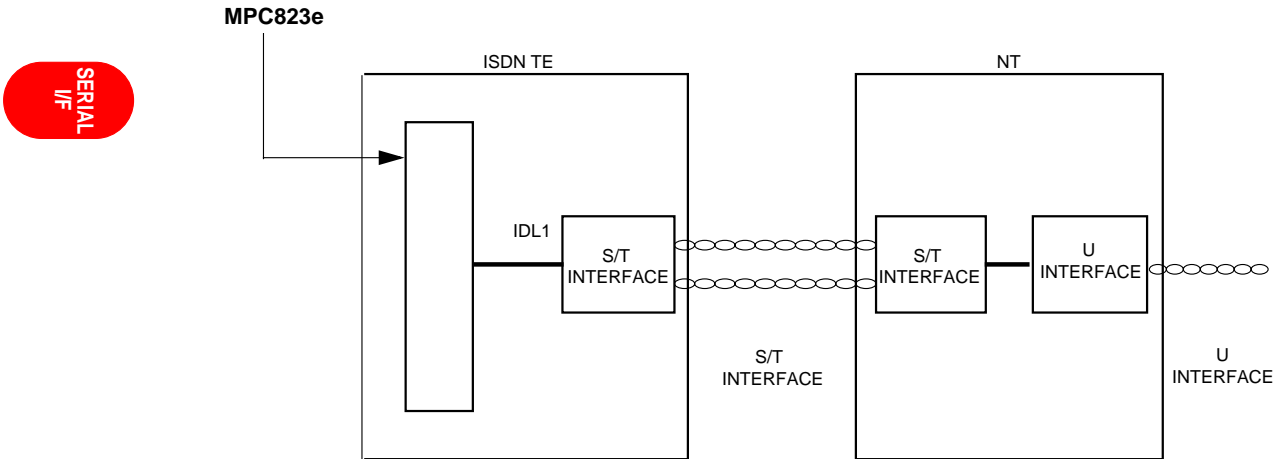 MPC823e
SERIAL
I/F
ISDN TE
NT
IDL1
S/T
INTERFACE
S/T
INTERFACE
U
INTERFACE
S/T
INTERFACE
U
INTERFACE